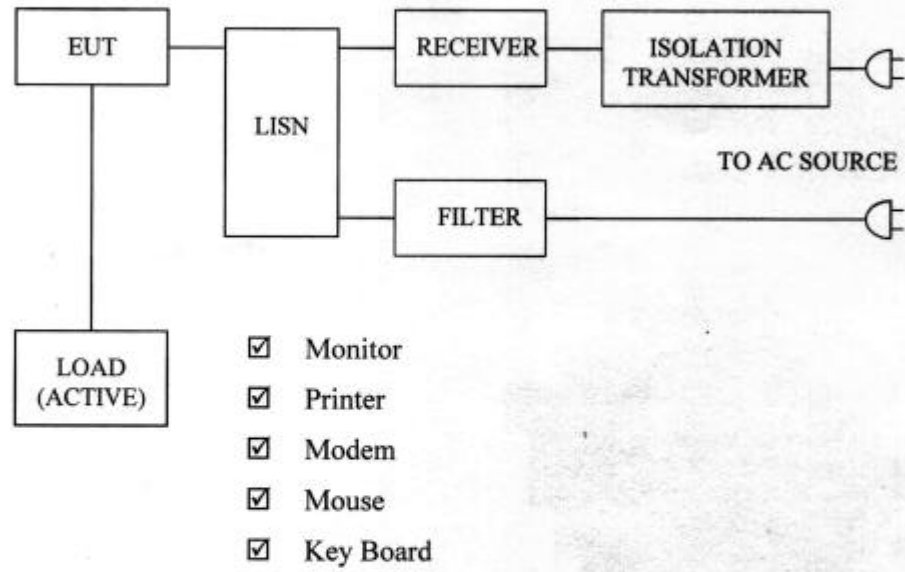 EUT
LISN
RECEIVER
ISOLATION
TRANSFORMER
TO AC SOURCE
FILTER
LOAD
(ACTIVE)
☑ Monitor
☑ Printer
☑ Modem
☑ Mouse
☑ Key Board